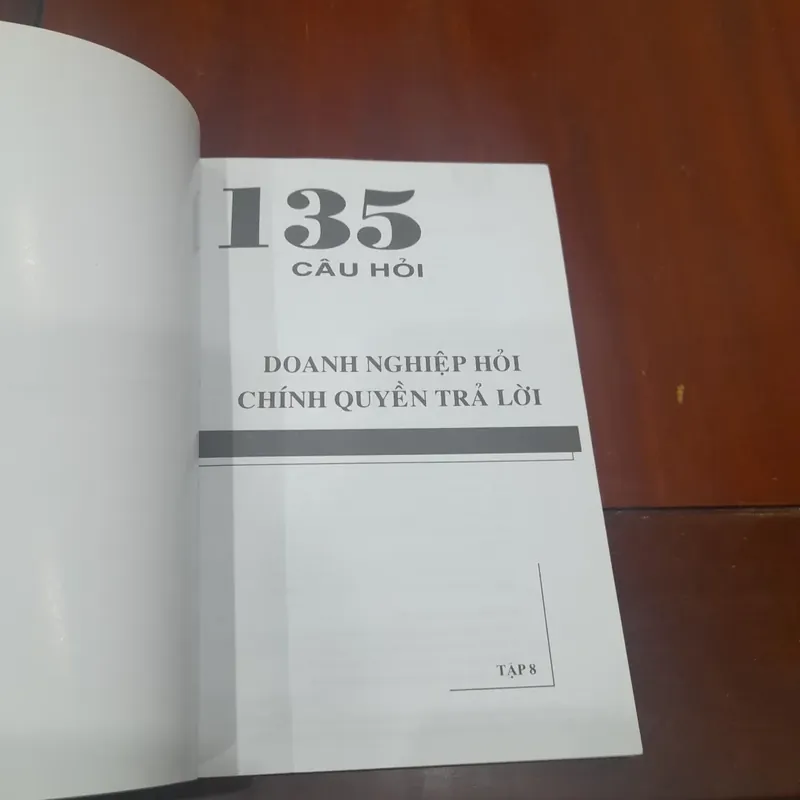 135
CÂU HỎI
DOANH NGHIỆP HỎI
CHÍNH QUYỀN TRẢ LỜI
TẬP 8